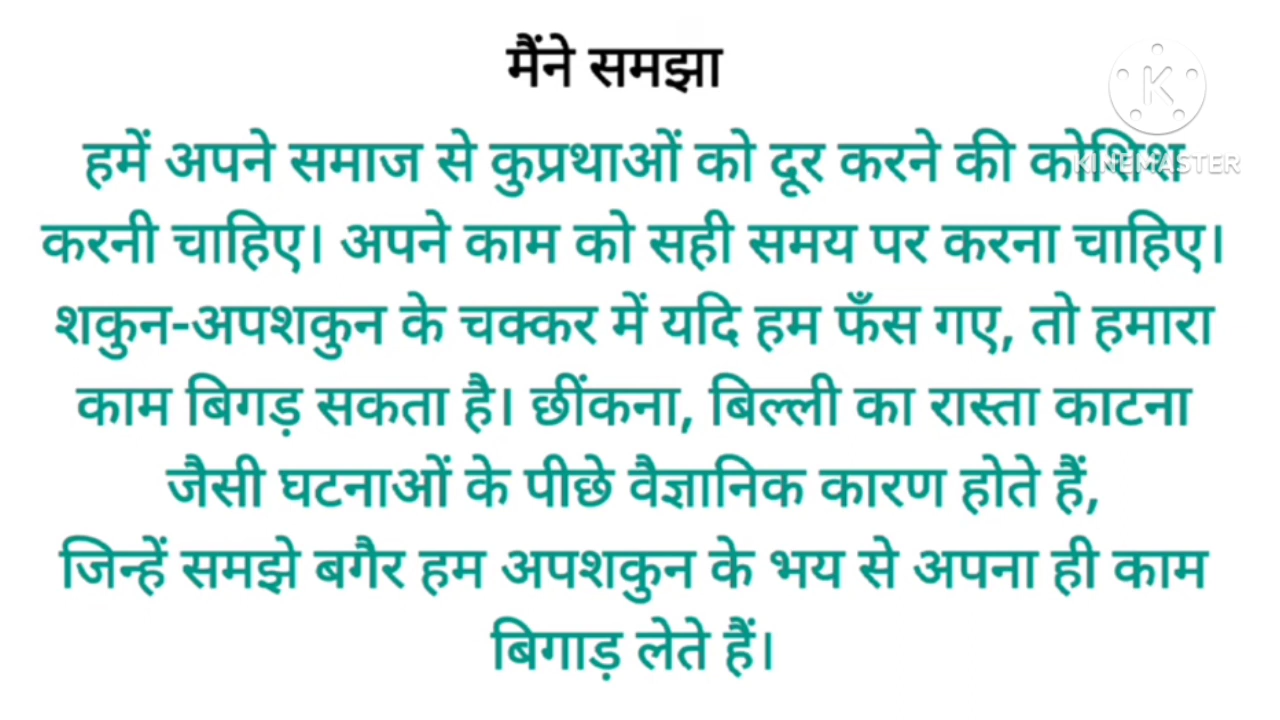 मैंने समझा
हमें अपने समाज से कुप्रथाओं को दूर करने की कोशिश
करनी चाहिए। अपने काम को सही समय पर करना चाहिए।
शकुन-अपशकुन के चक्कर में यदि हम फँस गए, तो हमारा
काम बिगड़ सकता है। छींकना, बिल्ली का रास्ता काटना
जैसी घटनाओं के पीछे वैज्ञानिक कारण होते हैं,
जिन्हें समझे बगैर हम अपशकुन के भय से अपना ही काम
बिगाड़ लेते हैं।
K
KINEMASTER